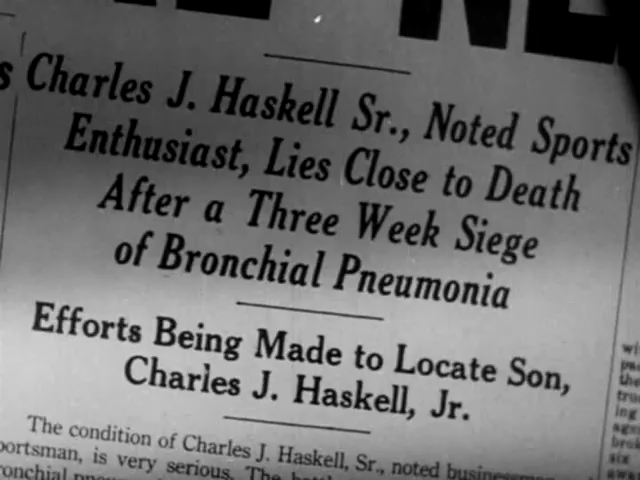 Charles J. Haskell Sr., Noted Sports
Enthusiast, Lies Close to Death
After a Three Week Siege
of Bronchial Pneumonia
Efforts Being Made to Locate Son,
Charles J. Haskell, Jr.
The condition of Charles J. Haskell, Sr., noted
is very serious. The